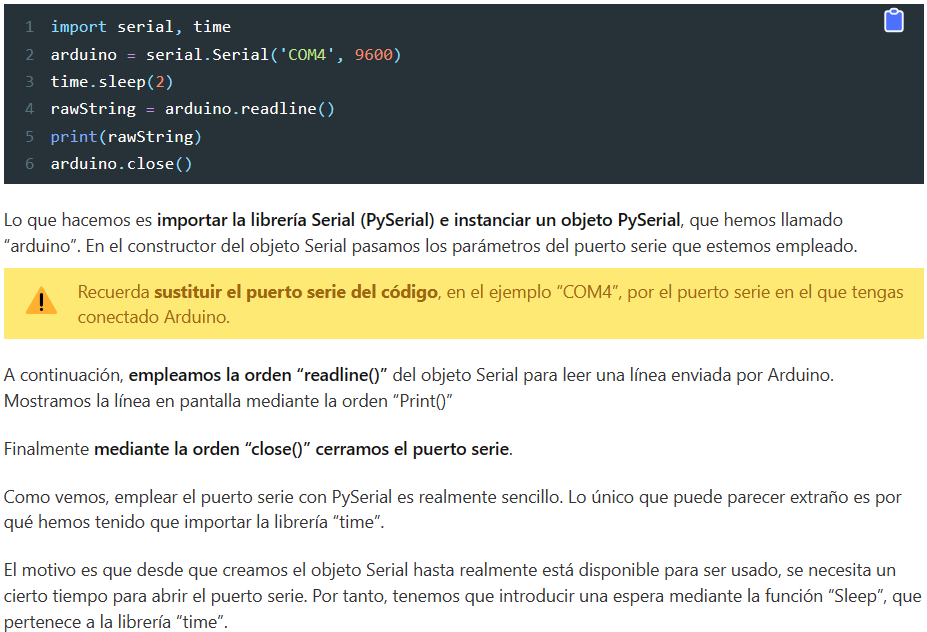 1 import serial, time
2 arduino = serial.Serial('COM4', 9600)
3 time.sleep(2)
4 rawString = arduino.readline()
5 print(rawString)
6 arduino.close()
Lo que hacemos es importar la librería Serial (PySerial) e instanciar un objeto PySerial, que hemos llamado
“arduino”. En el constructor del objeto Serial pasamos los parámetros del puerto serie que estemos empleado.
Recuerda sustituir el puerto serie del código, en el ejemplo “COM4”, por el puerto serie en el que tengas
conectado Arduino.
A continuación, empleamos la orden “readline()” del objeto Serial para leer una línea enviada por Arduino.
Mostramos la línea en pantalla mediante la orden “Print()”
Finalmente mediante la orden “close()” cerramos el puerto serie.
Como vemos, emplear el puerto serie con PySerial es realmente sencillo. Lo único que puede parecer extraño es por
qué hemos tenido que importar la librería “time”.
El motivo es que desde que creamos el objeto Serial hasta realmente está disponible para ser usado, se necesita un
cierto tiempo para abrir el puerto serie. Por tanto, tenemos que introducir una espera mediante la función “Sleep”, que
pertenece a la librería “time”.